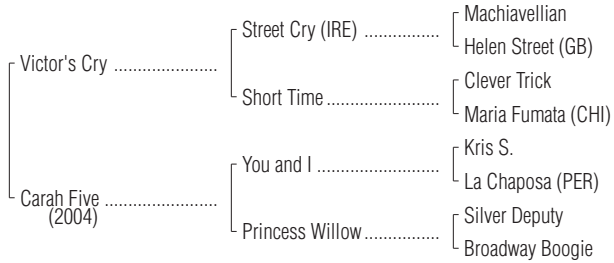 Machiavellian
Street Cry (IRE) ................
Helen Street (GB)
Victor's Cry ......................
Clever Trick
Short Time ........................
Maria Fumata (CHI)
Kris S.
You and I ..........................
La Chaposa (PER)
Carah Five ........................
(2004)
Silver Deputy
Princess Willow ................
Broadway Boogie